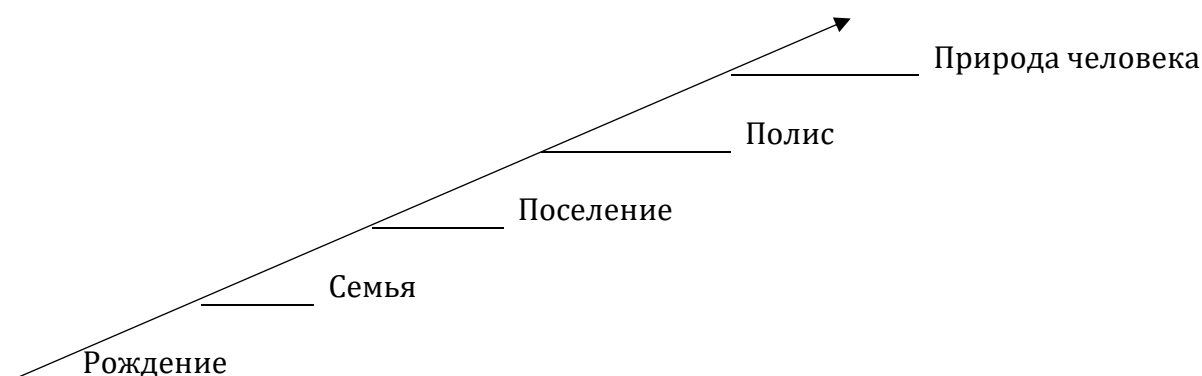 Природа человека
Полис
Поселение
Семья
Рождение